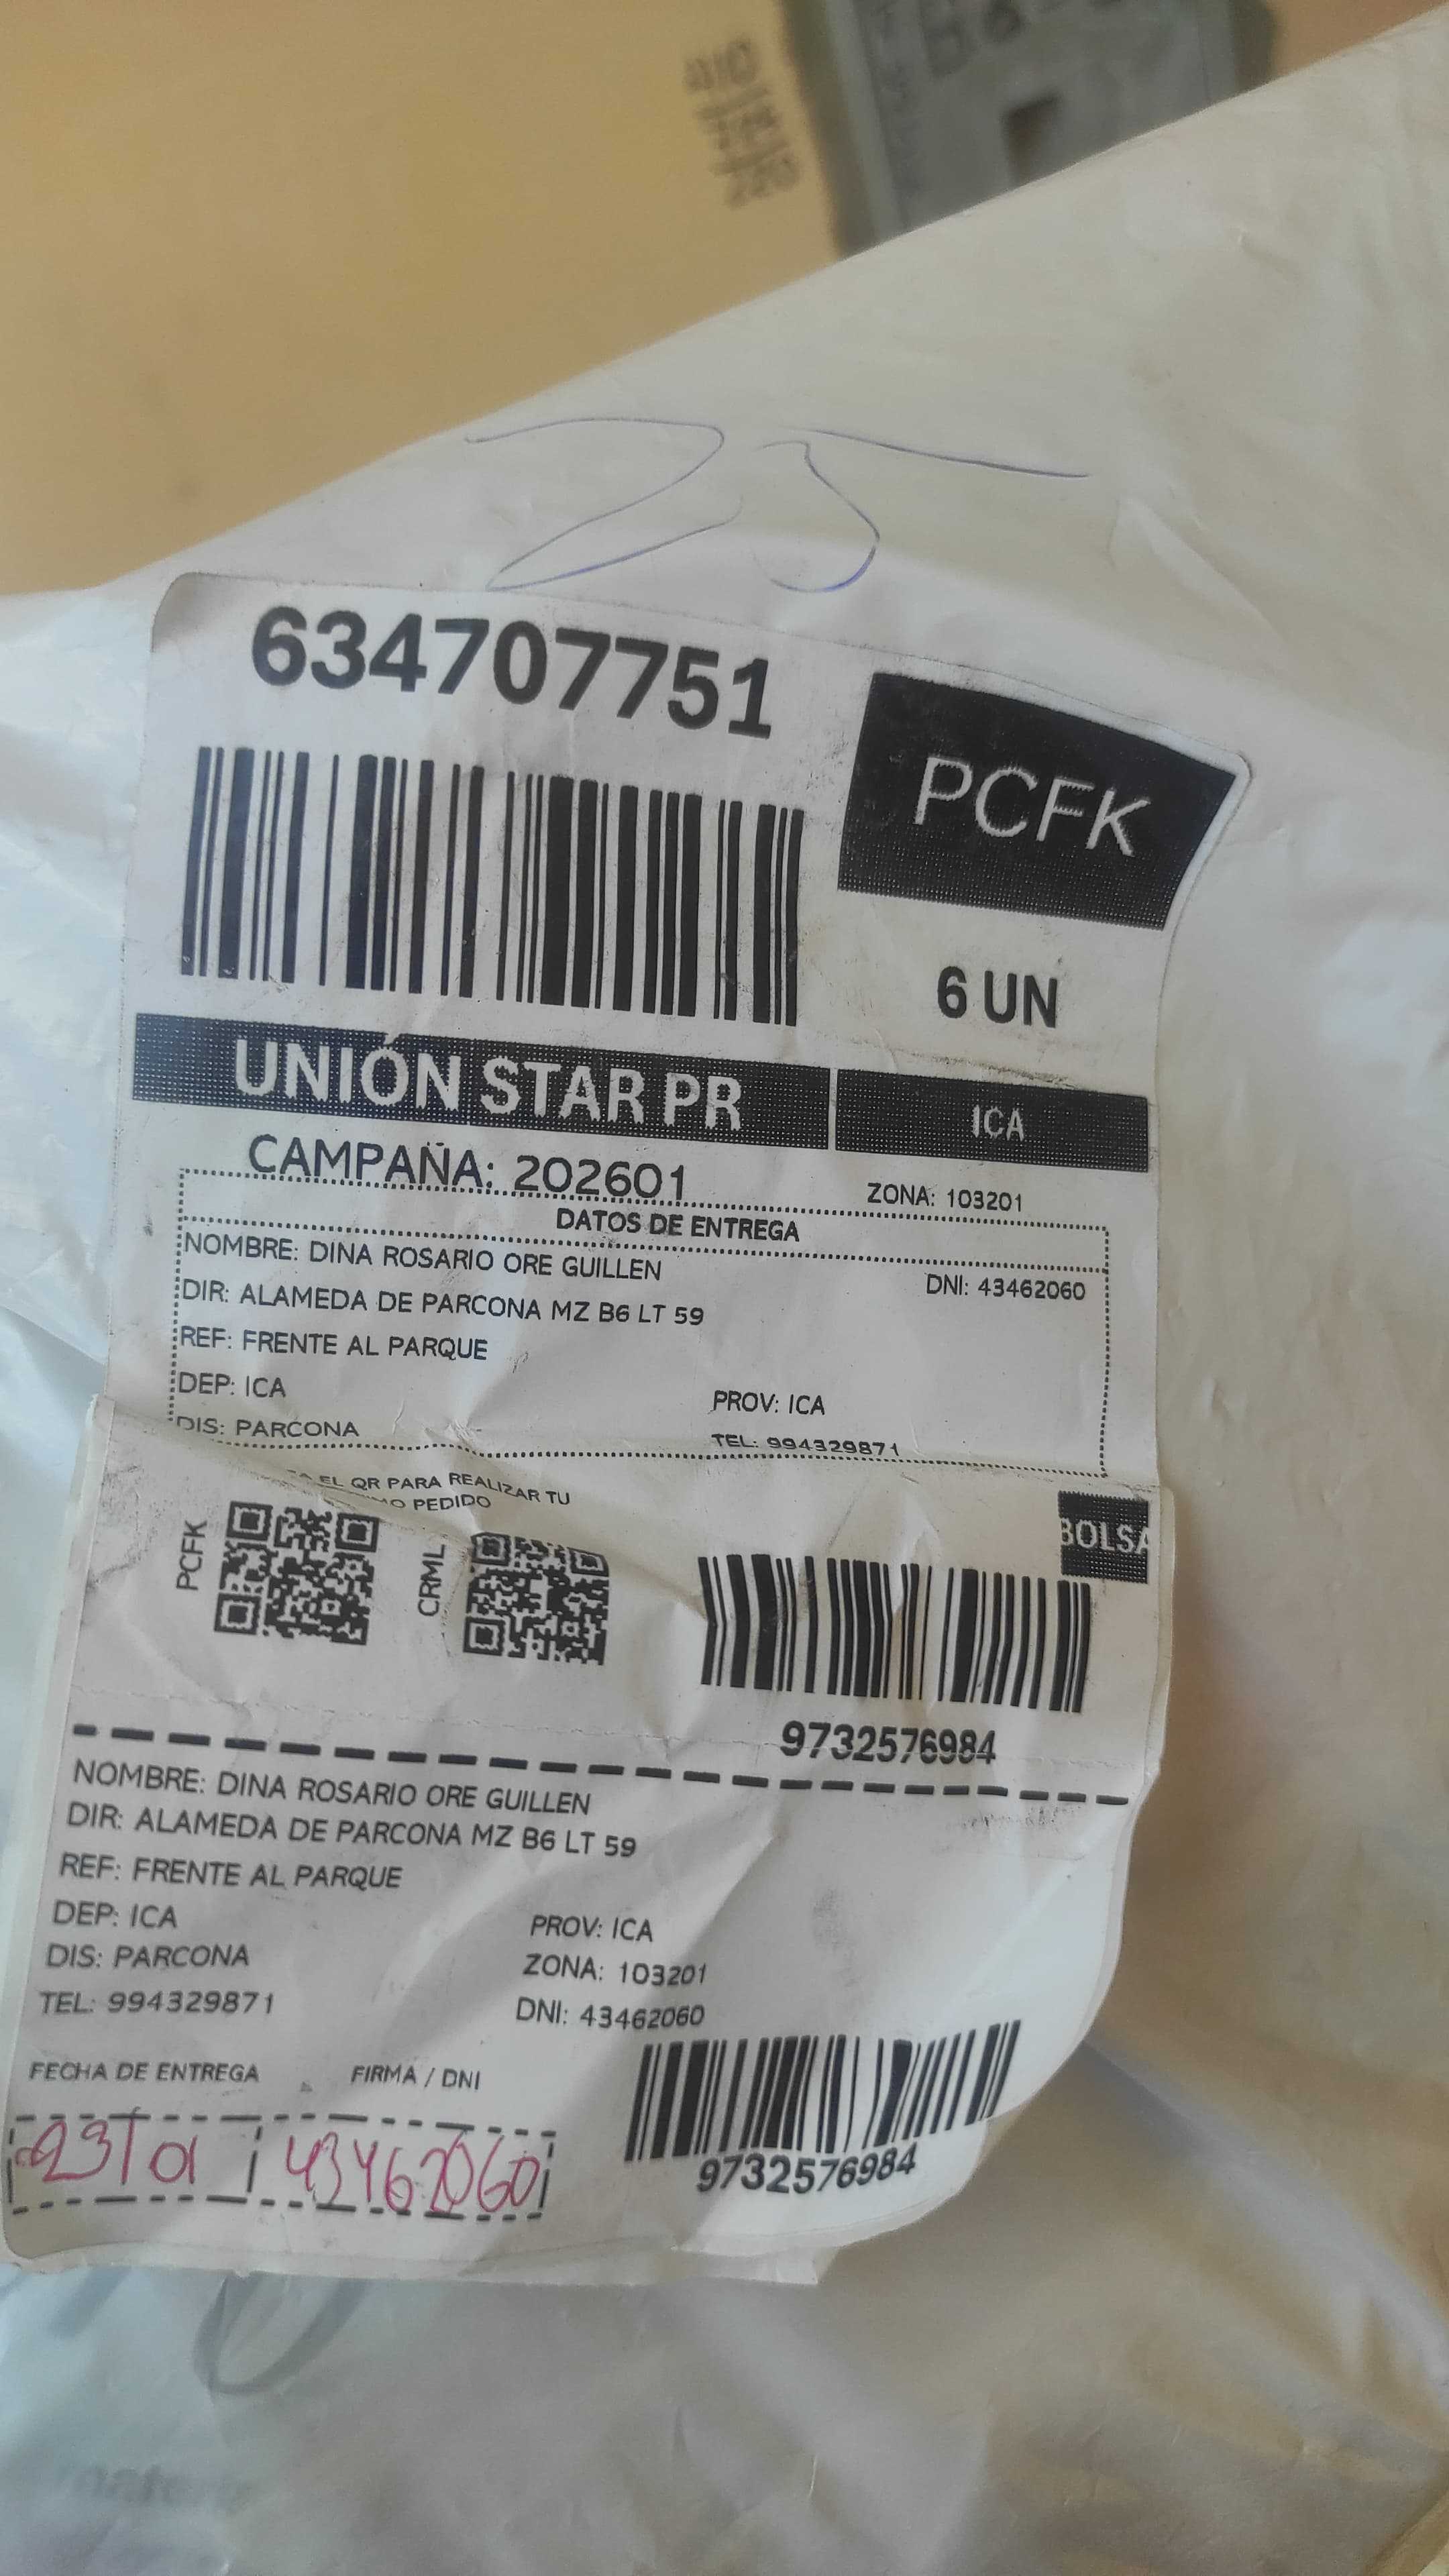 25
634707751
PCFK
6 UN
UNIÓN STAR PR
ICA
CAMPAÑA: 202601
ZONA: 103201
DATOS DE ENTREGA
NOMBRE: DINA ROSARIO ORE GUILLEN
DNI: 43462060
DIR: ALAMEDA DE PARCONA MZ B6 LT 59
REF: FRENTE AL PARQUE
DEP: ICA
PROV: ICA
DIS: PARCONA
TEL: 994329871
EL QR PARA REALIZAR TU
PEDIDO
BOLSA
PCFK
CRML
9732576984
NOMBRE: DINA ROSARIO ORE GUILLEN
DIR: ALAMEDA DE PARCONA MZ B6 LT 59
REF: FRENTE AL PARQUE
DEP: ICA
PROV: ICA
DIS: PARCONA
ZONA: 103201
TEL: 994329871
DNI: 43462060
FECHA DE ENTREGA
FIRMA / DNI
23/01
43462060
9732576984